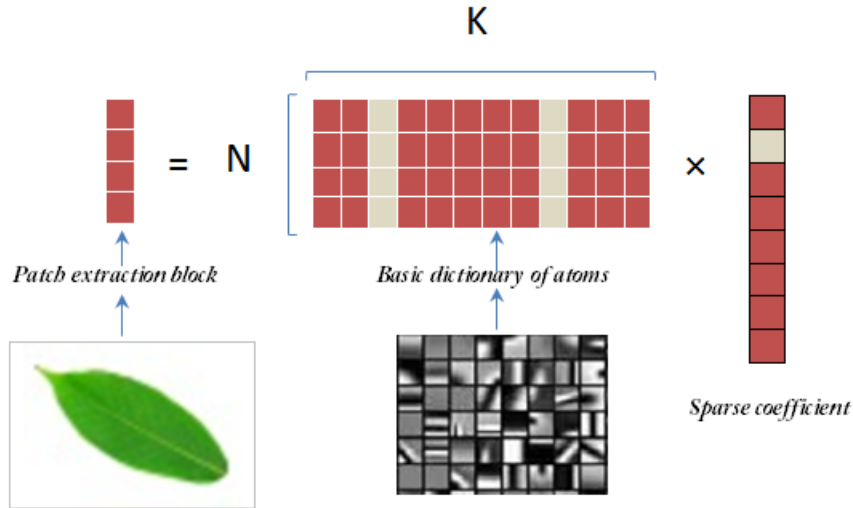 K
= N ×
Patch extraction block
Basic dictionary of atoms
Sparse coefficient